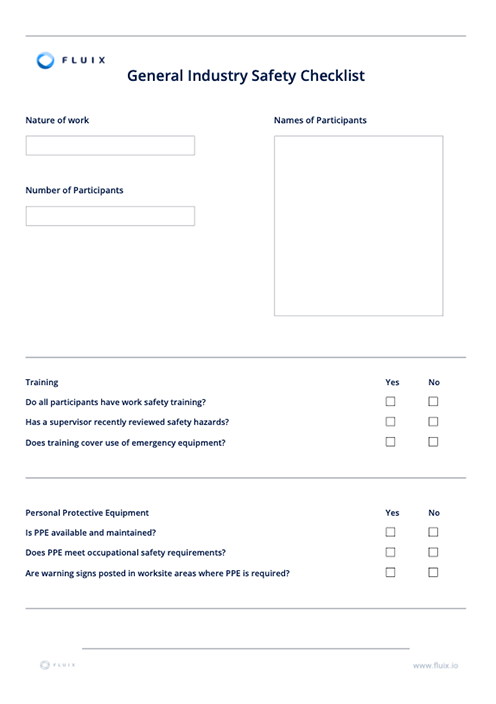 FLUIX
General Industry Safety Checklist
Nature of work
Names of Participants
Number of Participants
Training Yes No
Do all participants have work safety training?
Has a supervisor recently reviewed safety hazards?
Does training cover use of emergency equipment?
Personal Protective Equipment Yes No
Is PPE available and maintained?
Does PPE meet occupational safety requirements?
Are warning signs posted in worksite areas where PPE is required?
FLUIX www.fluix.io